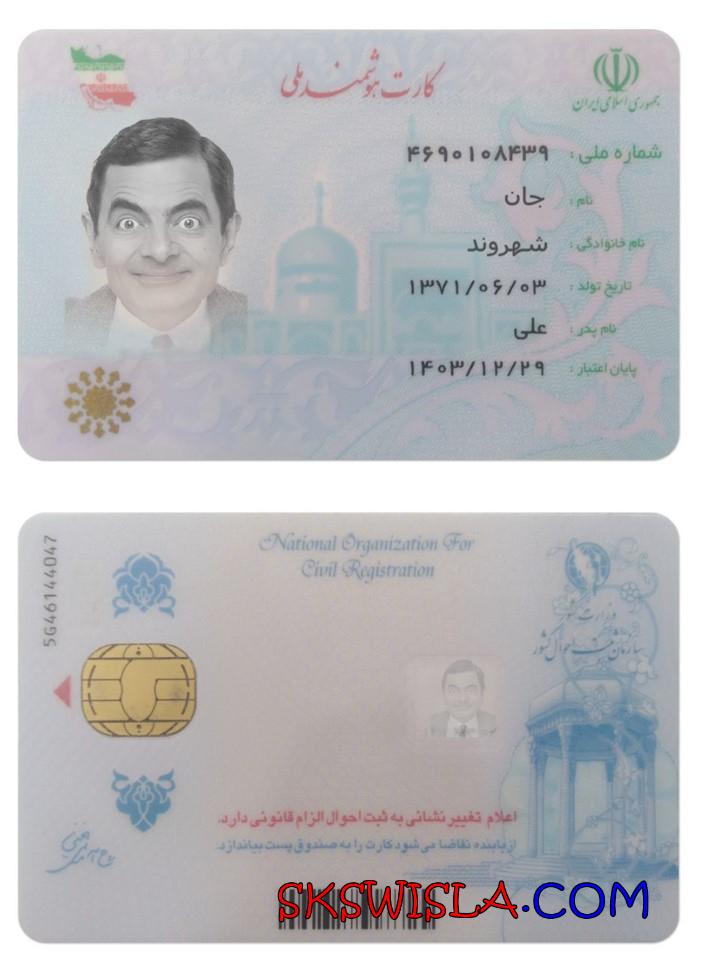 کارت هوشمند ملی
جمهوری اسلامی ایران
شماره ملی: ۴۶۹۰۱۰۸۴۳۹
نام: جان
نام خانوادگی: شهروند
تاریخ تولد: ۱۳۷۱/۰۶/۰۳
نام پدر: علی
پایان اعتبار: ۱۴۰۳/۱۲/۲۹
5G46144047
National Organization For
Civil Registration
وزارت کشور
سازمان ثبت احوال کشور
اعلام تغییر نشانی به ثبت احوال الزام قانونی دارد.
از یابنده تقاضا می شود کارت را به صندوق پست بیاندازد.
SKSWISLA.COM